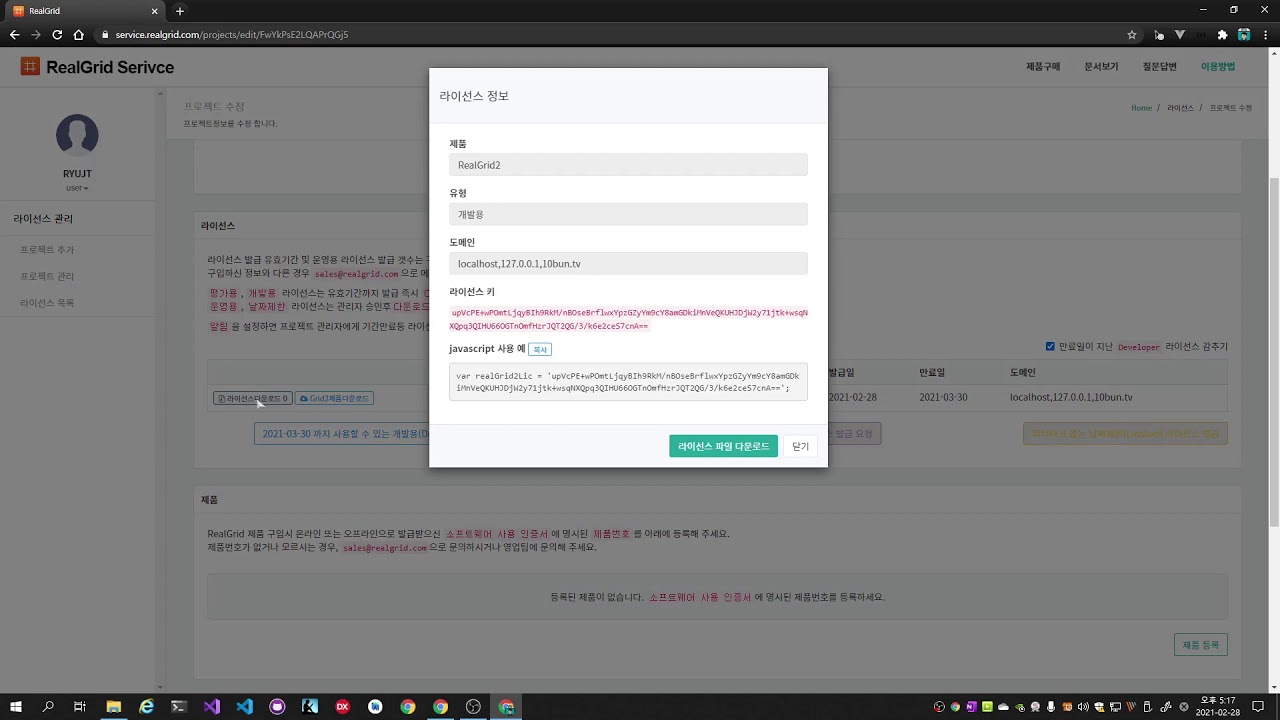 RealGrid
service.realgrid.com/projects/edit/FwYkPsE2LQAPrQGj5
RealGrid Serivce
제품구매
문서보기
질문답변
이용방법
RYUJT
user
라이선스 관리
프로젝트 추가
프로젝트 관리
라이선스 목록
프로젝트 수정
프로젝트정보를 수정 합니다.
Home / 라이선스 / 프로젝트 수정
라이선스
라이선스 발급 유효기간 및 운영용 라이선스 발급 갯수는
구입하신 정보와 다른 경우 sales@realgrid.com 으로 메
평가용 , 개발용 라이선스는 유효기간까지 발급 즉시
운영용 , 날짜제한 라이선스는 관리자 승인후 다운로드
알림 을 설정하면 프로젝트 관리자에게 기간만료등 라이선
만료일이 지난 Developer 라이선스 감추기
발급일
만료일
도메인
라이선스다운로드 0
Grid2제품다운로드
2021-02-28
2021-03-30
localhost,127.0.0.1,10bun.tv
2021-03-30 까지 사용할 수 있는 개발용(D
발급 요청
라이선스 정보
제품
RealGrid2
유형
개발용
도메인
localhost,127.0.0.1,10bun.tv
라이선스 키
upVcPE+wPOmtLjqyBIh9RkM/nBOseBrflwxYpzGZyYm9cY8amGDkiMnVeQKUHJDjW2y71jtk+wsqN
XQpq3QIHU66OGTnOmfHzrJQT2QG/3/k6e2ceS7cnA==
javascript 사용 예 복사
var realGrid2Lic = 'upVcPE+wPOmtLjqyBIh9RkM/nBOseBrflwxYpzGZyYm9cY8amGDk
iMnVeQKUHJDjW2y71jtk+wsqNXQpq3QIHU66OGTnOmfHzrJQT2QG/3/k6e2ceS7cnA==';
라이선스 파일 다운로드
닫기
제품
RealGrid 제품 구입시 온라인 또는 오프라인으로 발급받으신 소프트웨어 사용 인증서 에 명시된 제품번호 를 아래에 등록해 주세요.
제품번호가 없거나 모르시는 경우, sales@realgrid.com 으로 문의하시거나 영업팀에 문의해 주세요.
등록된 제품이 없습니다. 소프트웨어 사용 인증서 에 명시된 제품번호를 등록하세요.
제품 등록
오후 5:17
2021-02-28